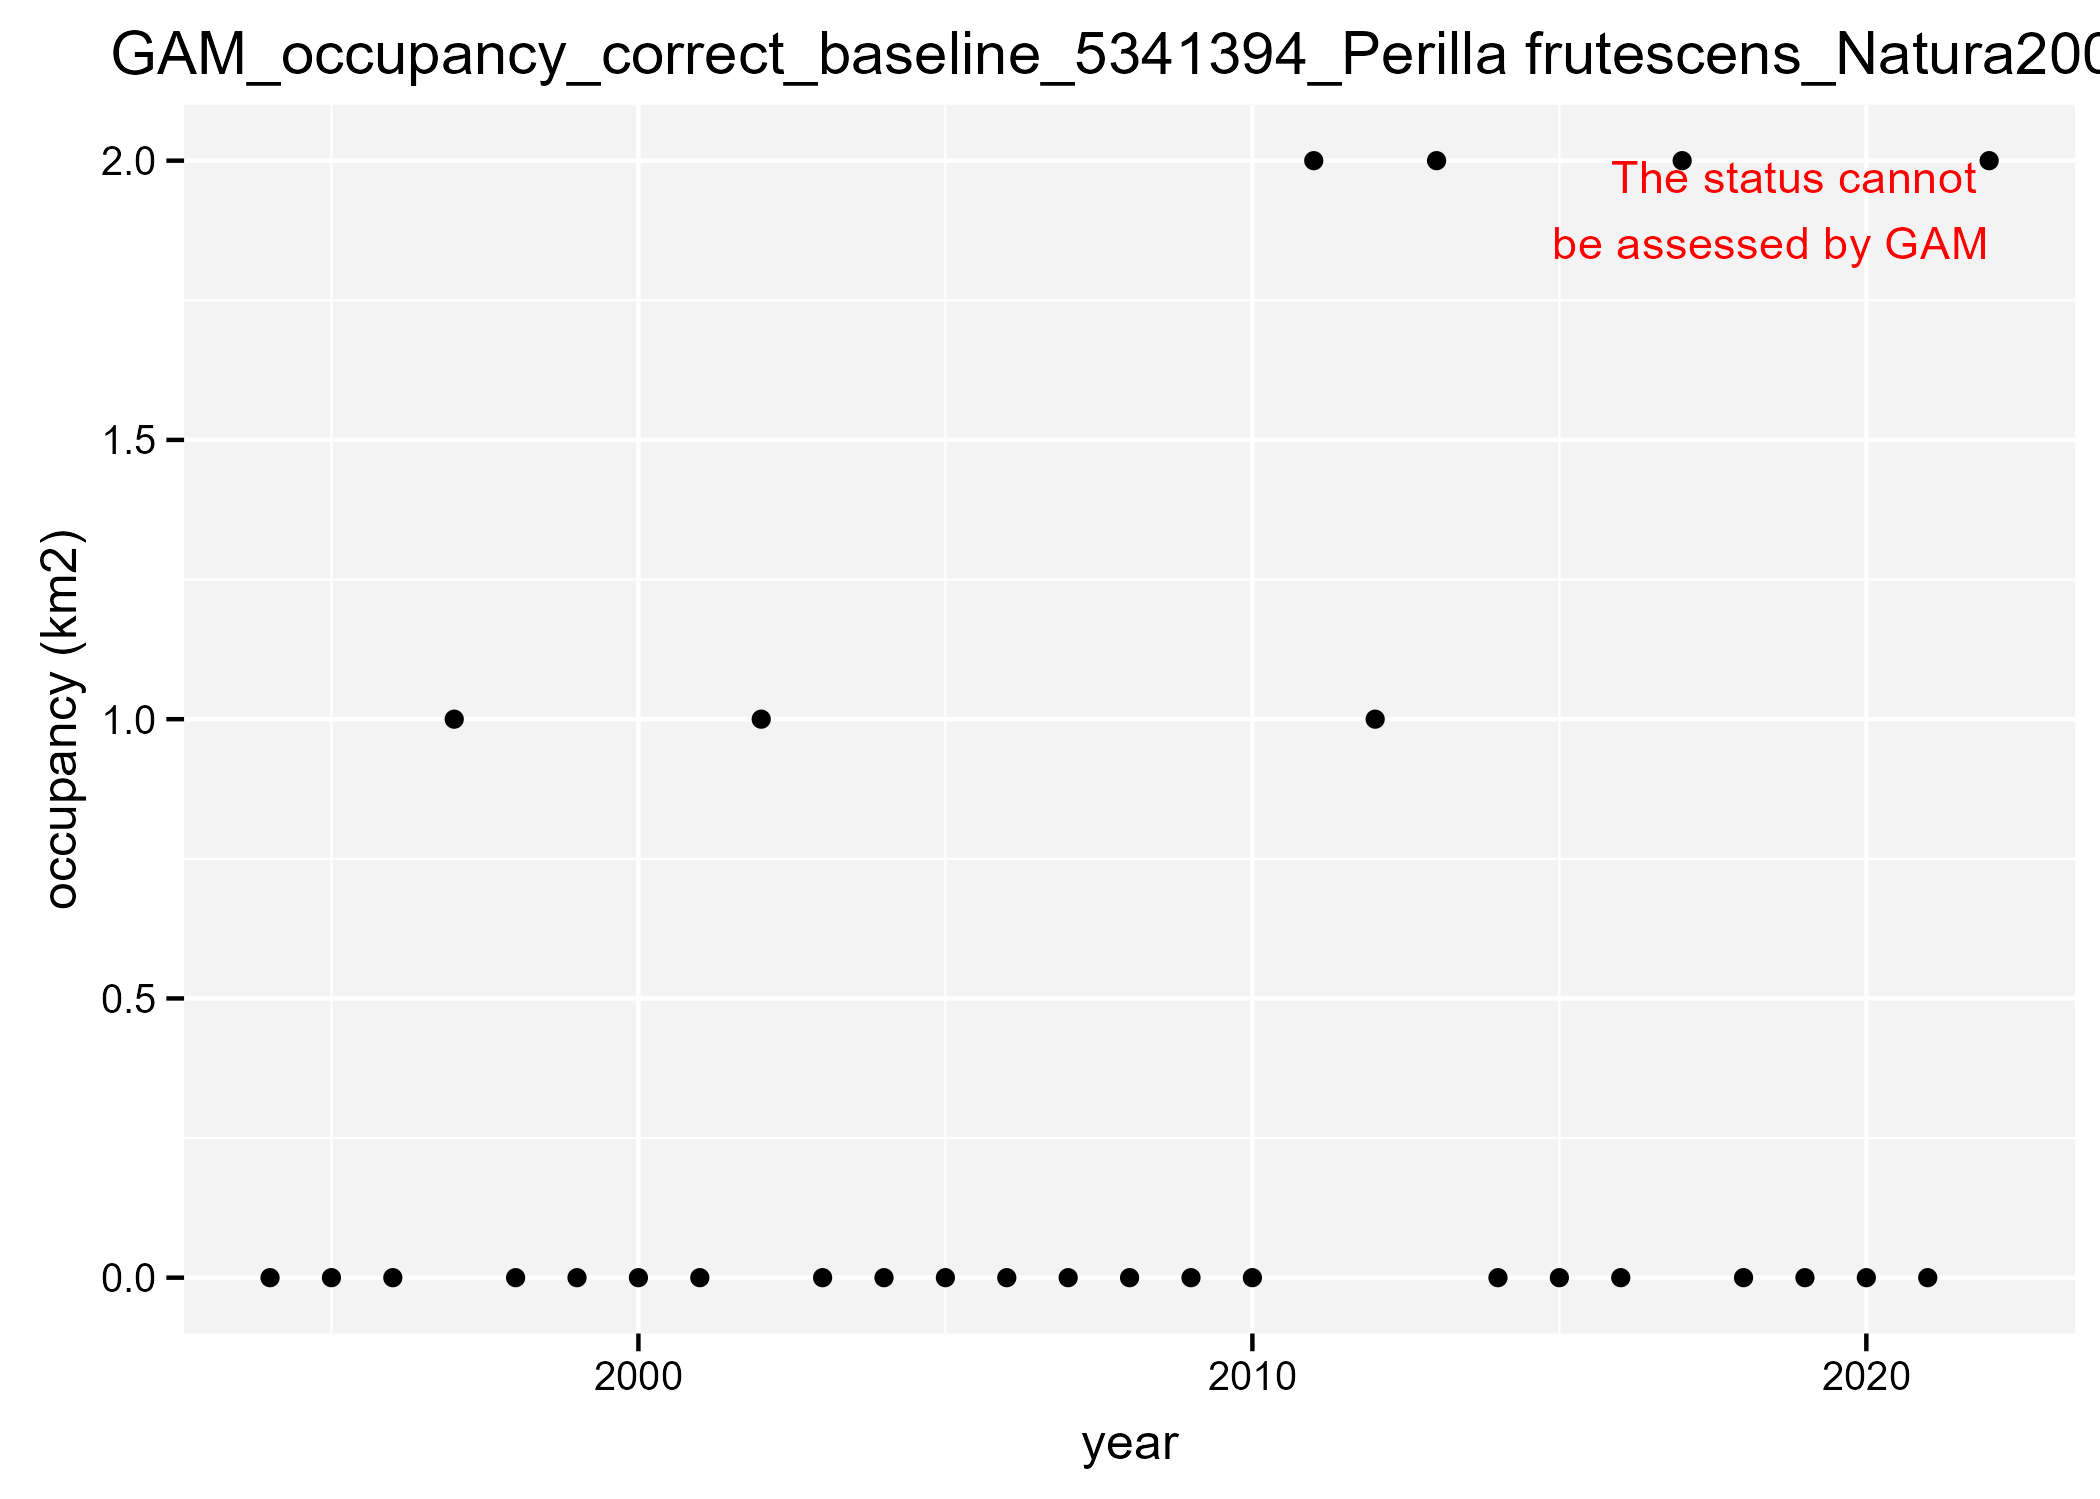 GAM_occupancy_correct_baseline_5341394_Perilla frutescens_Natura200
2.0
The status cannot
be assessed by GAM
1.5
occupancy (km2)
1.0
0.5
0.0
2000
2010
2020
year